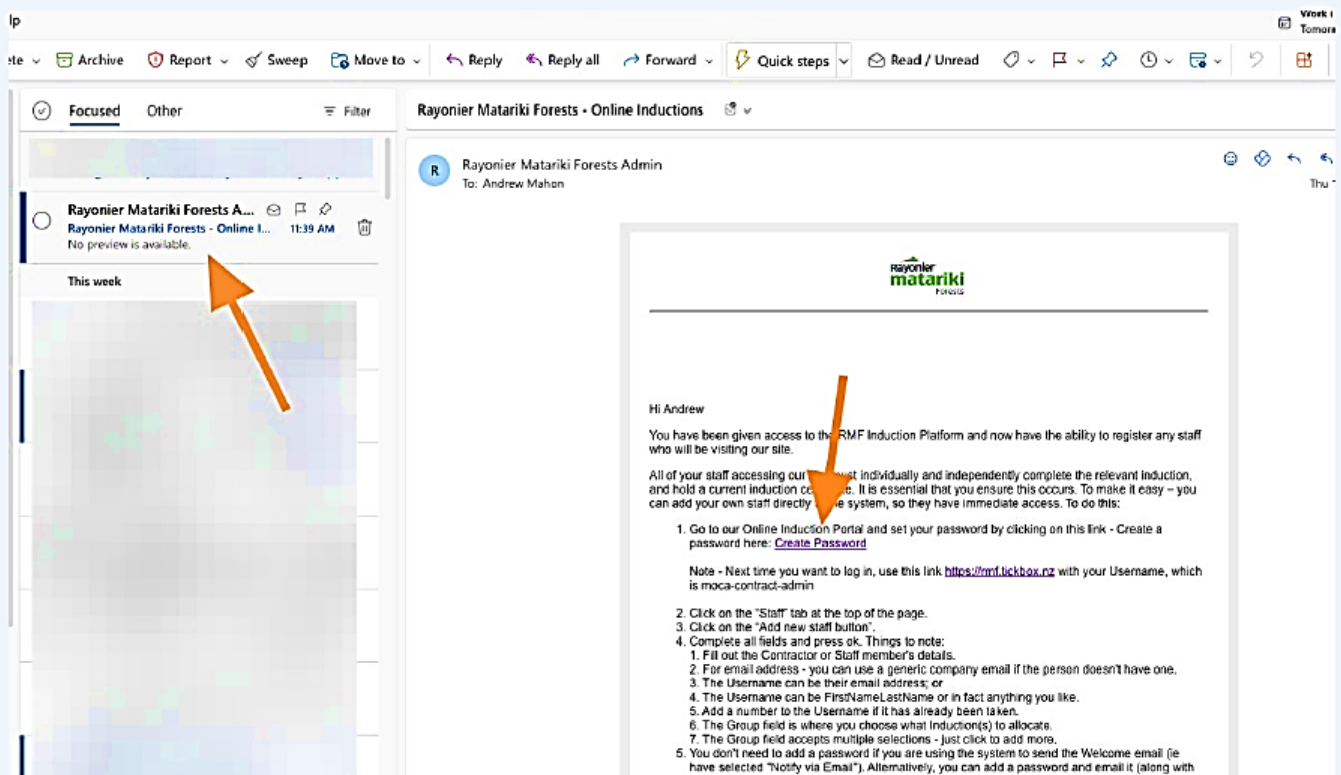 lp
Work i
Tomorr
ete
Archive
Report
Sweep
Move to
Reply
Reply all
Forward
Quick steps
Read / Unread
Focused
Other
Filter
Rayonier Matariki Forests - Online Inductions
R
Rayonier Matariki Forests Admin
To: Andrew Mahon
Thu
Rayonier Matariki Forests A...
Rayonier Matariki Forests - Online I...
11:39 AM
No preview is available.
This week
Rayonier
matariki
Forests
Hi Andrew
You have been given access to the RMF Induction Platform and now have the ability to register any staff
who will be visiting our site.
All of your staff accessing our must individually and independently complete the relevant induction,
and hold a current induction ce e. It is essential that you ensure this occurs. To make it easy – you
can add your own staff directly e system, so they have immediate access. To do this:
1. Go to our Online Induction Portal and set your password by clicking on this link - Create a
password here: Create Password
Note - Next time you want to log in, use this link https://rmf.tickbox.nz with your Username, which
is moca-contract-admin
2. Click on the "Staff" tab at the top of the page.
3. Click on the "Add new staff button".
4. Complete all fields and press ok. Things to note:
1. Fill out the Contractor or Staff member's details.
2. For email address - you can use a generic company email if the person doesn't have one.
3. The Username can be their email address; or
4. The Username can be FirstNameLastName or in fact anything you like.
5. Add a number to the Username if it has already been taken.
6. The Group field is where you choose what Induction(s) to allocate.
7. The Group field accepts multiple selections - just click to add more.
5. You don't need to add a password if you are using the system to send the Welcome email (ie
have selected "Notify via Email"). Alternatively, you can add a password and email it (along with